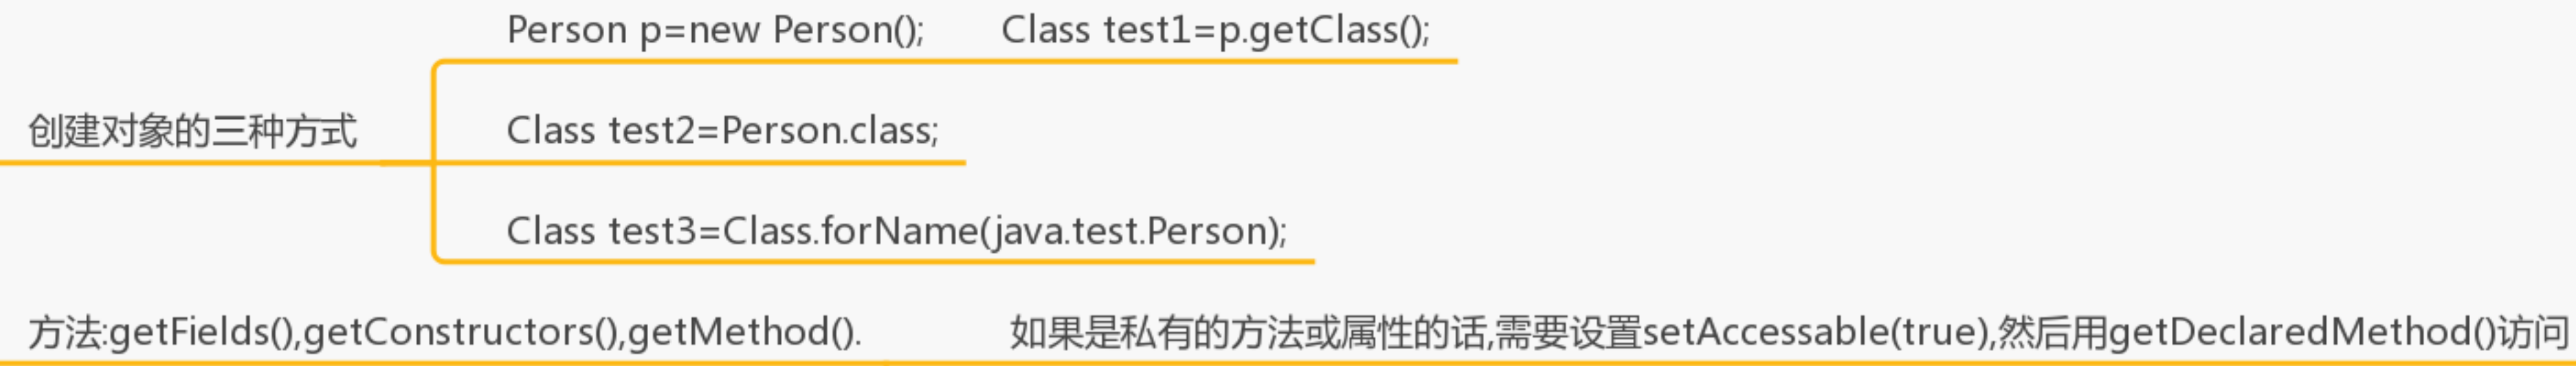 Person p=new Person(); Class test1=p.getClass();
创建对象的三种方式
Class test2=Person.class;
Class test3=Class.forName(java.test.Person);
方法:getFields(),getConstructors(),getMethod(). 如果是私有的方法或属性的话,需要设置setAccessable(true),然后用getDeclaredMethod()访问